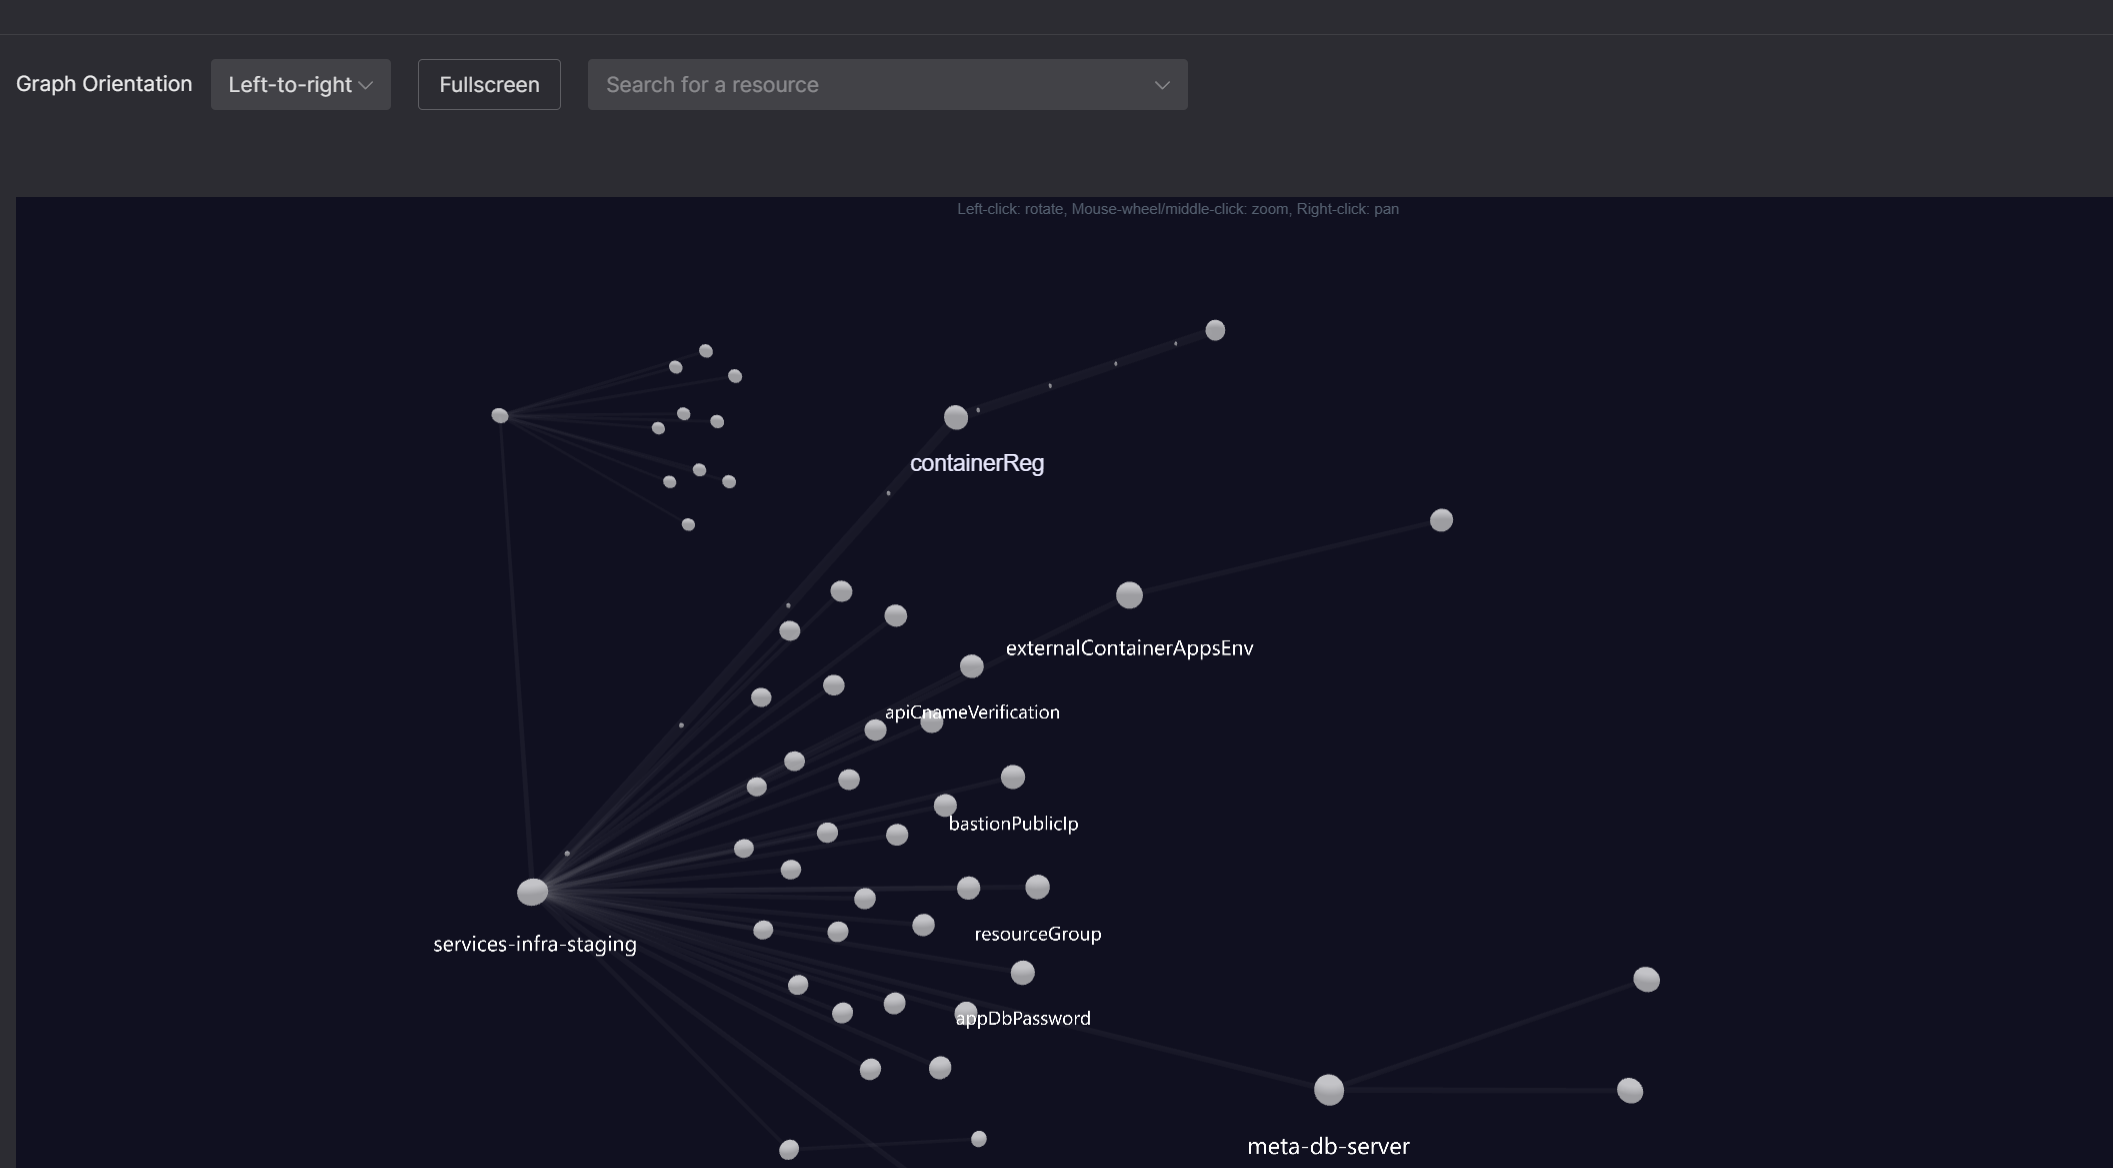 Graph Orientation
Left-to-right
Fullscreen
Search for a resource
Left-click: rotate, Mouse-wheel/middle-click: zoom, Right-click: pan
containerReg
externalContainerAppsEnv
apiCnameVerification
bastionPublicIp
services-infra-staging
resourceGroup
appDbPassword
meta-db-server